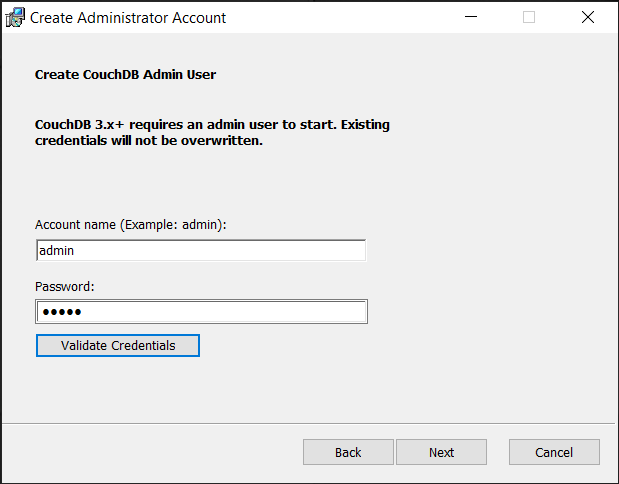 Create Administrator Account
Create CouchDB Admin User
CouchDB 3.x+ requires an admin user to start. Existing
credentials will not be overwritten.
Account name (Example: admin):
admin
Password:
●●●●●
Validate Credentials
Back Next Cancel